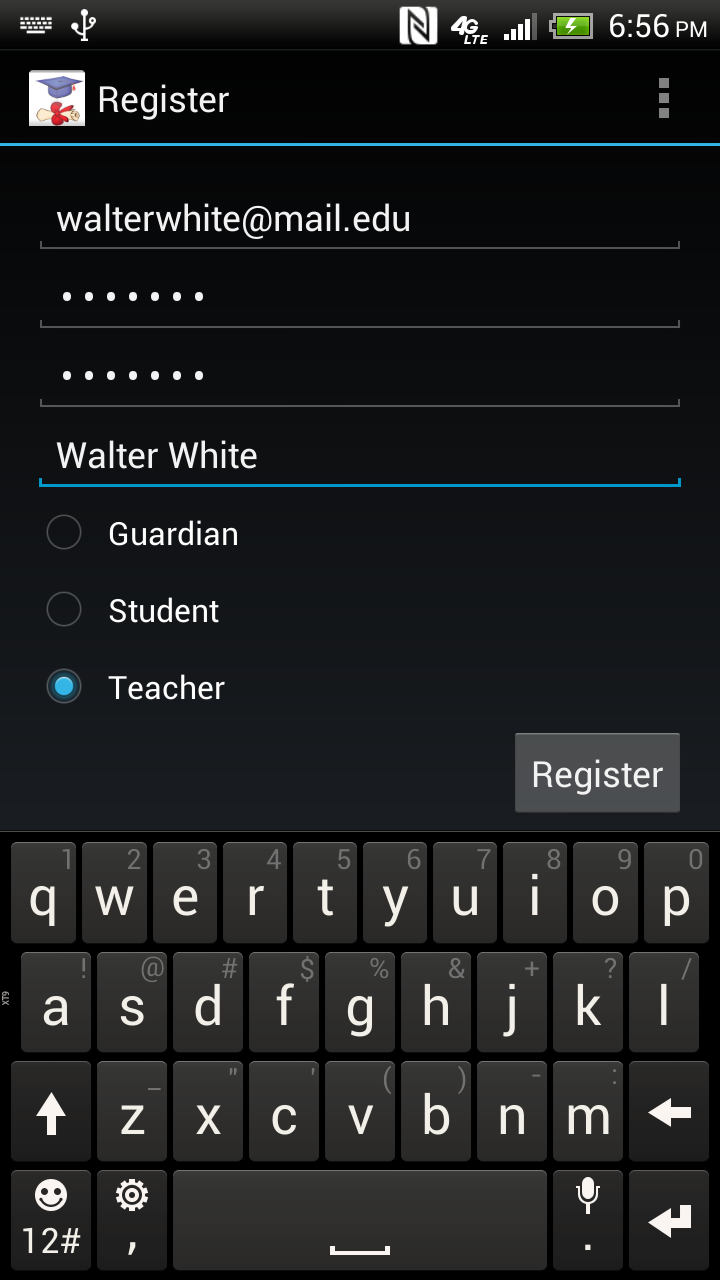 4G LTE 6:56 PM
Register
walterwhite@mail.edu
•••••••
•••••••
Walter White
Guardian
Student
Teacher
Register
1 2 3 4 5 6 7 8 9 0
q w e r t y u i o p
! @ # $ % & + ? /
XT9 a s d f g h j k l
_ " ' ( ) - :
z x c v b n m
12# , .